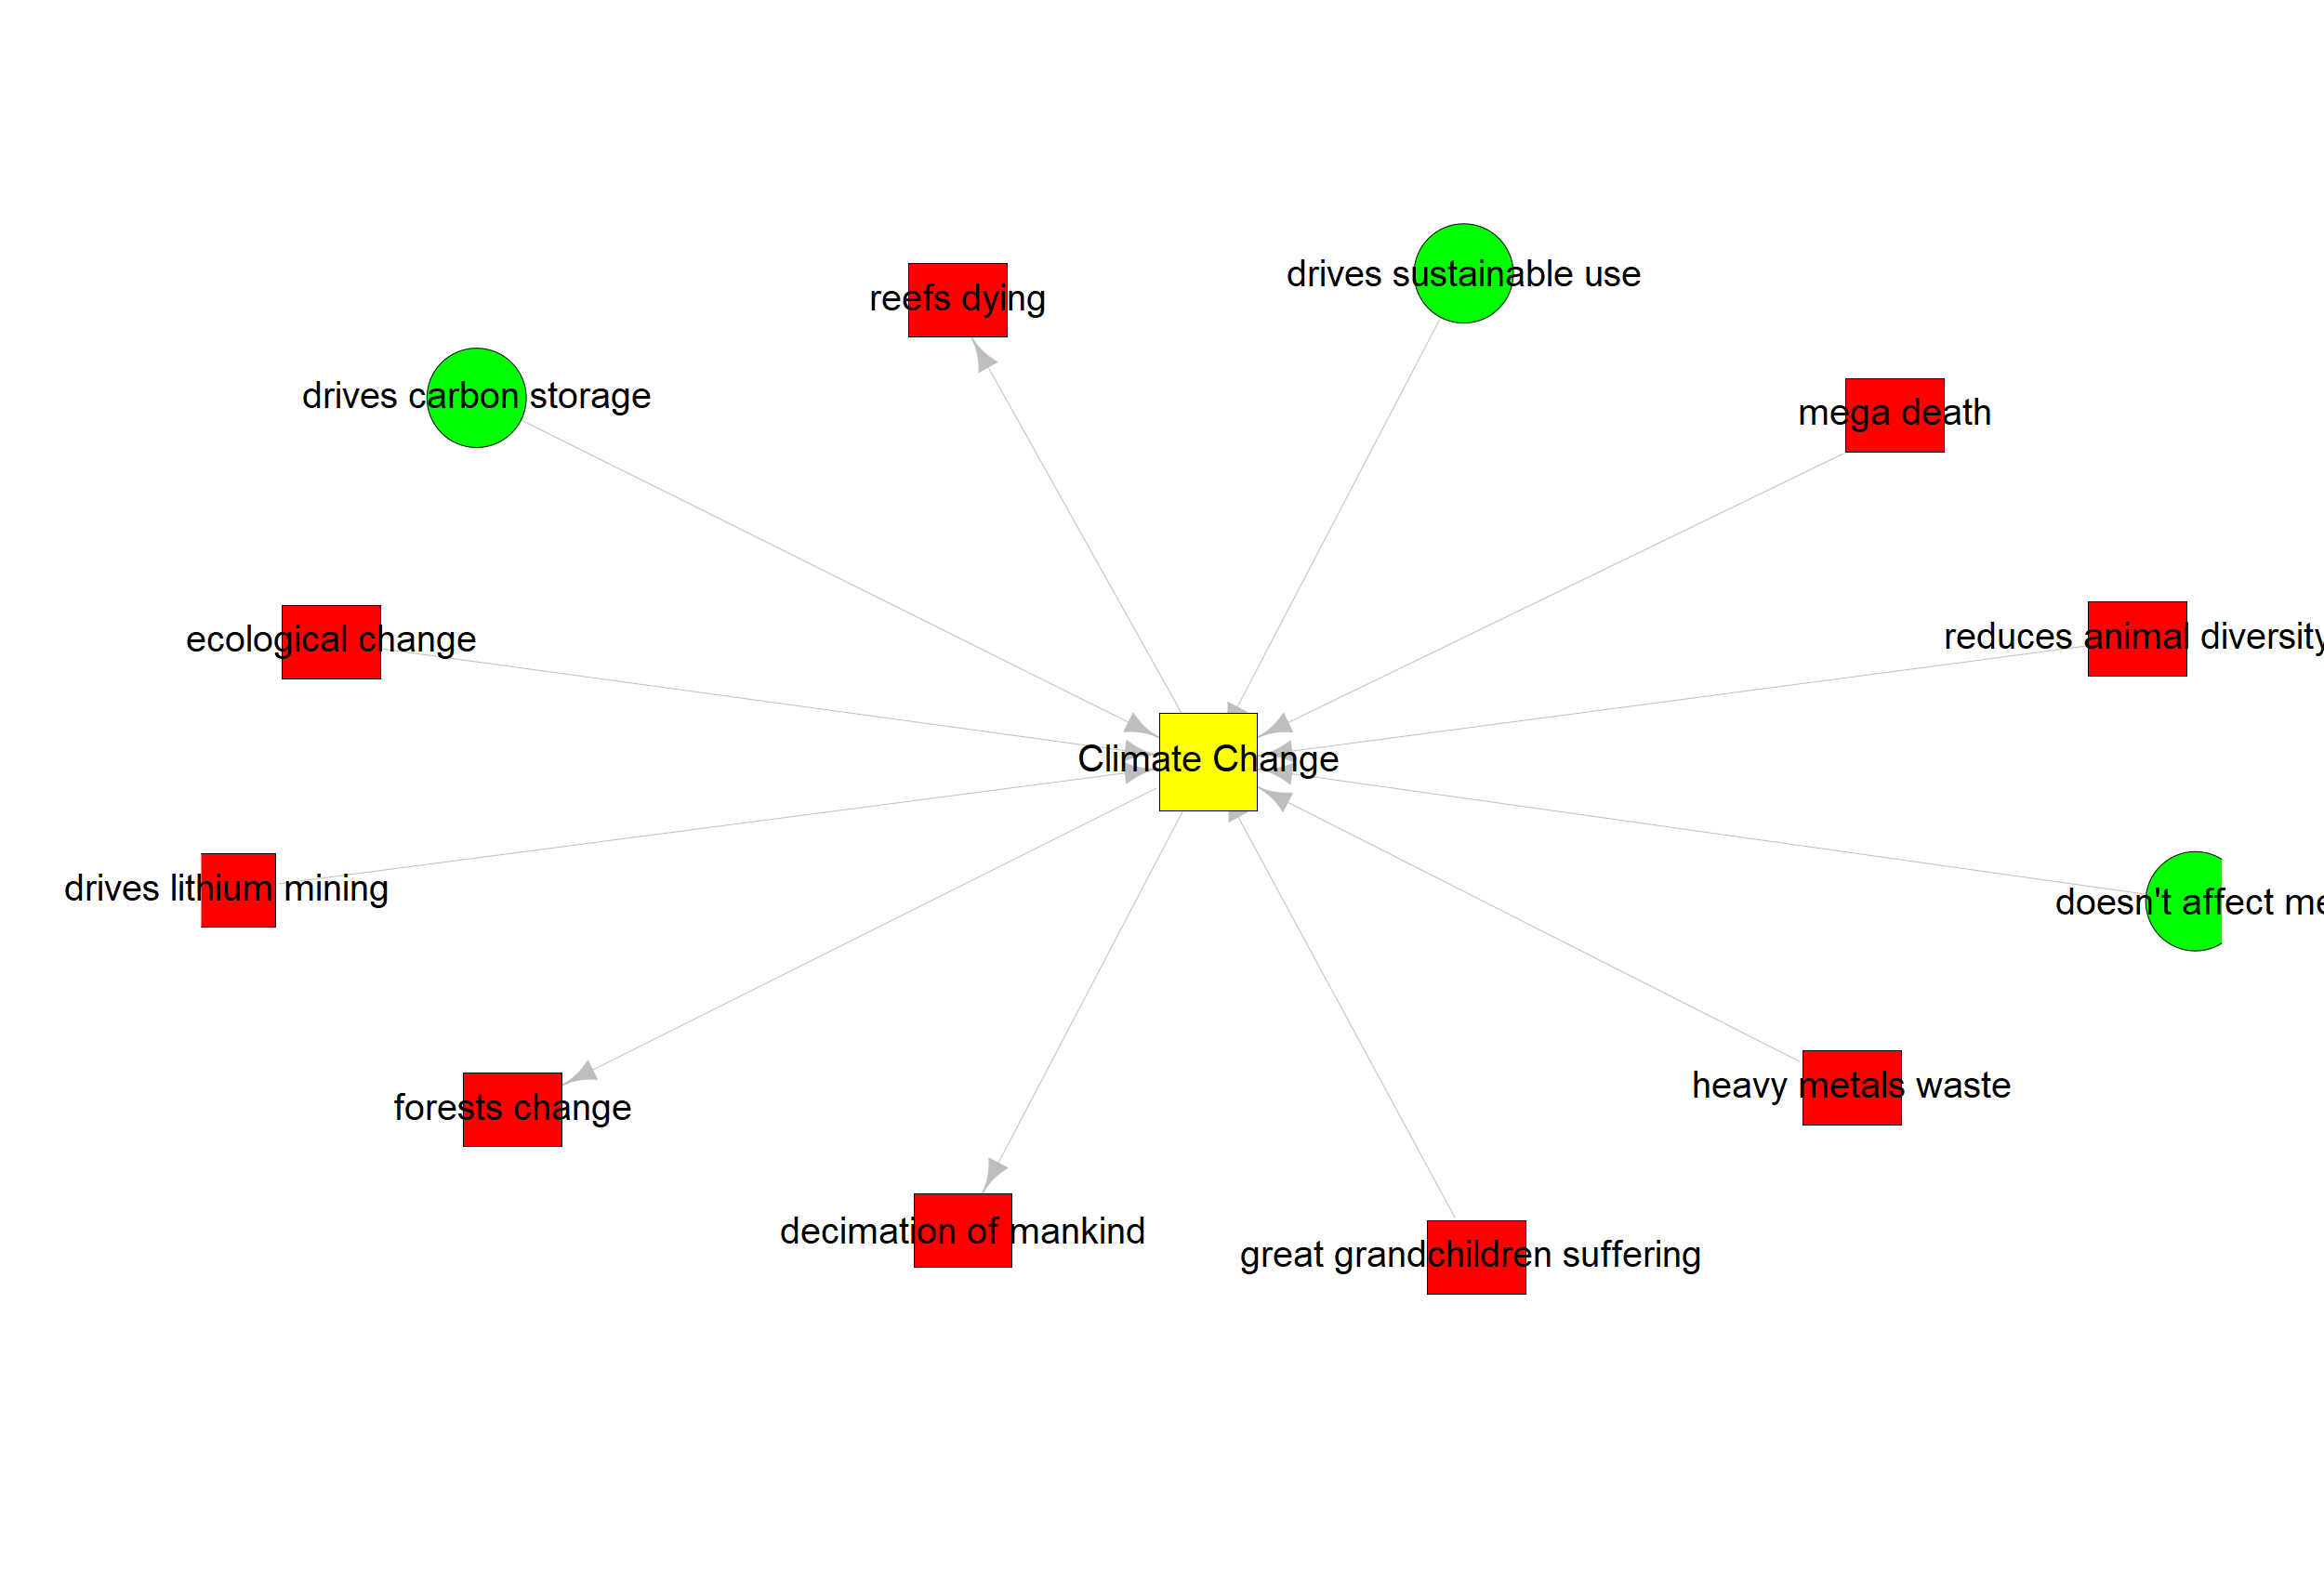 drives sustainable use
reefs dying
drives carbon storage
mega death
ecological change
reduces animal diversity
Climate Change
drives lithium mining
doesn't affect me
heavy metals waste
forests change
decimation of mankind
great grandchildren suffering